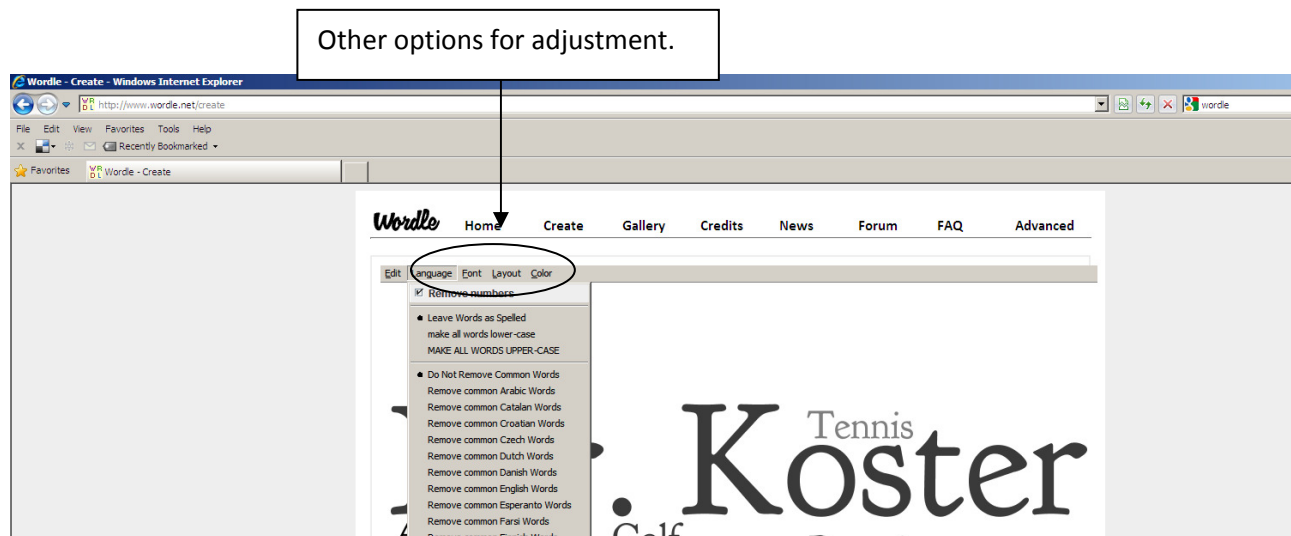 Other options for adjustment.
Wordle - Create - Windows Internet Explorer
http://www.wordle.net/create
wordle
File Edit View Favorites Tools Help
X Recently Bookmarked
Favorites Wordle - Create
Wordle Home Create Gallery Credits News Forum FAQ Advanced
Edit Language Font Layout Color
Remove numbers
Leave Words as Spelled
make all words lower-case
MAKE ALL WORDS UPPER-CASE
Do Not Remove Common Words
Remove common Arabic Words
Remove common Catalan Words
Remove common Croatian Words
Remove common Czech Words
Remove common Dutch Words
Remove common Danish Words
Remove common English Words
Remove common Esperanto Words
Remove common Farsi Words
Remove common Finnish Words
Tennis
Koster
Golf